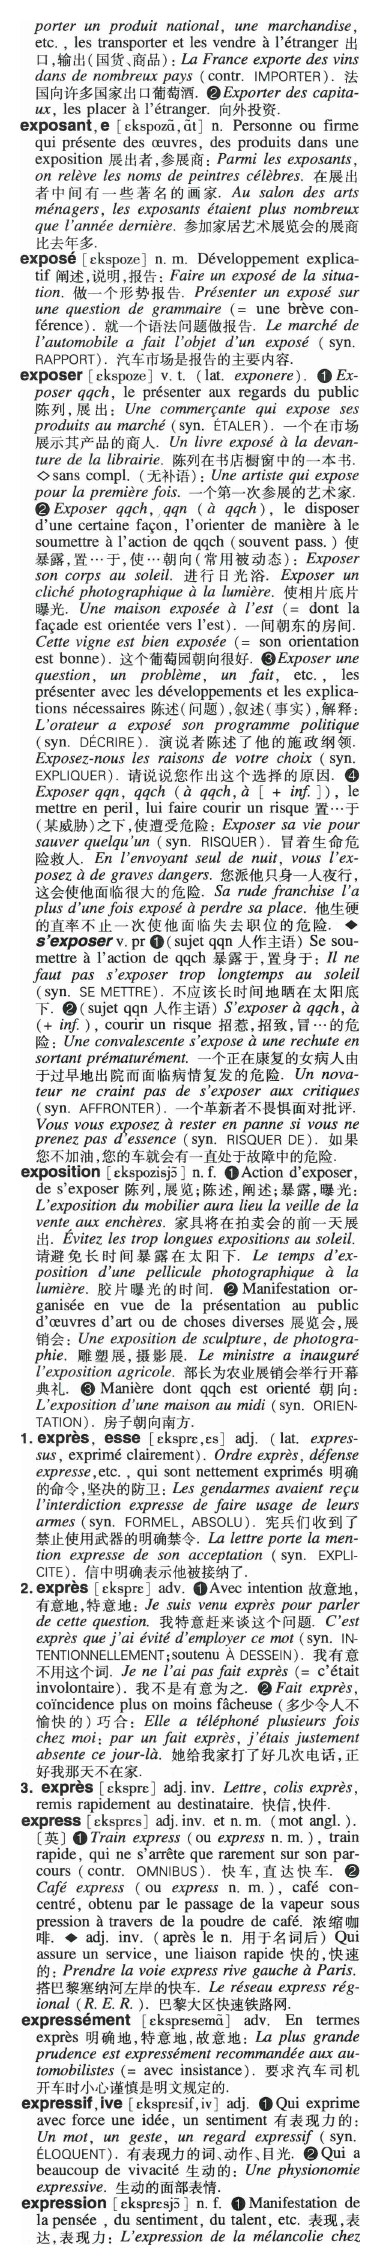 porter un produit national, une marchandise,
etc. , les transporter et les vendre à l'étranger 出
口,输出(国货、商品) : La France exporte des vins
dans de nombreux pays (contr. IMPORTER). 法
国向许多国家出口葡萄酒. ❷Exporter des capita-
ux, les placer à l'étranger. 向外投资.
exposant, e [ɛkspozɑ̃, ɑ̃t] n. Personne ou firme
qui présente des œuvres, des produits dans une
exposition 展出者,参展商: Parmi les exposants,
on relève les noms de peintres célèbres. 在展出
者中间有一些著名的画家. Au salon des arts
ménagers, les exposants étaient plus nombreux
que l'année dernière. 参加家居艺术展览会的展商
比去年多.
exposé [ɛkspoze] n. m. Développement explica-
tif 阐述,说明,报告: Faire un exposé de la situa-
tion. 做一个形势报告. Présenter un exposé sur
une question de grammaire (= une brève con-
férence). 就一个语法问题做报告. Le marché de
l'automobile a fait l'objet d'un exposé ( syn.
RAPPORT). 汽车市场是报告的主要内容.
exposer [ɛkspoze] v. t. (lat. exponere). ❶ Ex-
poser qqch, le présenter aux regards du public
陈列,展出: Une commerçante qui expose ses
produits au marché (syn. ÉTALER). 一个在市场
展示其产品的商人. Un livre exposé à la devan-
ture de la librairie. 陈列在书店橱窗中的一本书.
◇sans compl. (无补语): Une artiste qui expose
pour la première fois. 一个第一次参展的艺术家.
❷ Exposer qqch, qqn (à qqch), le disposer
d'une certaine façon, l'orienter de manière à le
soumettre à l'action de qqch (souvent pass. ) 使
暴露,置…于,使…朝向(常用被动态): Exposer
son corps au soleil. 进行日光浴. Exposer un
cliché photographique à la lumière. 使相片底片
曝光. Une maison exposée à l'est (= dont la
façade est orientée vers l'est). 一间朝东的房间.
Cette vigne est bien exposée (= son orientation
est bonne). 这个葡萄园朝向很好. ❸Exposer une
question, un problème, un fait, etc. , les
présenter avec les développements et les explica-
tions nécessaires 陈述(问题),叙述(事实),解释:
L'orateur a exposé son programme politique
(syn. DÉCRIRE). 演说者陈述了他的施政纲领.
Exposez-nous les raisons de votre choix ( syn.
EXPLIQUER). 请说说您作出这个选择的原因. ❹
Exposer qqn, qqch (à qqch,à [ + inf. ]), le
mettre en peril, lui faire courir un risque 置…于
(某威胁)之下,使遭受危险: Exposer sa vie pour
sauver quelqu'un (syn. RISQUER). 冒着生命危
险救人. En l'envoyant seul de nuit, vous l'ex-
posez à de graves dangers. 您派他只身一人夜行,
这会使他面临很大的危险. Sa rude franchise l'a
plus d'une fois exposé à perdre sa place. 他生硬
的直率不止一次使他面临失去职位的危险. ◆
s'exposer v. pr ❶(sujet qqn 人作主语) Se sou-
mettre à l'action de qqch 暴露于,置身于: Il ne
faut pas s'exposer trop longtemps au soleil
(syn. SE METTRE). 不应该长时间地晒在太阳底
下. ❷(sujet qqn 人作主语) S'exposer à qqch, à
(+ inf. ), courir un risque 招惹,招致,冒…的危
险: Une convalescente s'expose à une rechute en
sortant prématurément. 一个正在康复的女病人由
于过早地出院而面临病情复发的危险. Un nova-
teur ne craint pas de s'exposer aux critiques
(syn. AFFRONTER). 一个革新者不畏惧面对批评.
Vous vous exposez à rester en panne si vous ne
prenez pas d'essence (syn. RISQUER DE). 如果
您不加油,您的车就会有一直处于故障中的危险.
exposition [ɛkspozisjɔ̃] n. f. ❶Action d'exposer,
de s'exposer 陈列,展览;陈述,阐述;暴露,曝光:
L'exposition du mobilier aura lieu la veille de la
vente aux enchères. 家具将在拍卖会的前一天展
出. Évitez les trop longues expositions au soleil.
请避免长时间暴露在太阳下. Le temps d'ex-
position d'une pellicule photographique à la
lumière. 胶片曝光的时间. ❷ Manifestation or-
ganisée en vue de la présentation au public
d'œuvres d'art ou de choses diverses 展览会,展
销会: Une exposition de sculpture, de photogra-
phie. 雕塑展,摄影展. Le ministre a inauguré
l'exposition agricole. 部长为农业展销会举行开幕
典礼. ❸ Manière dont qqch est orienté 朝向:
L'exposition d'une maison au midi (syn. ORIEN-
TATION). 房子朝向南方.
1. exprès, esse [ɛksprɛ,ɛs] adj. ( lat. expres-
sus, exprimé clairement). Ordre exprès, défense
expresse,etc. , qui sont nettement exprimés 明确
的命令,坚决的防卫: Les gendarmes avaient reçu
l'interdiction expresse de faire usage de leurs
armes (syn. FORMEL, ABSOLU). 宪兵们收到了
禁止使用武器的明确禁令. La lettre porte la men-
tion expresse de son acceptation ( syn. EXPLI-
CITE). 信中明确表示他被接纳了.
2. exprès [ɛksprɛ] adv. ❶Avec intention 故意地,
有意地,特意地: Je suis venu exprès pour parler
de cette question. 我特意赶来谈这个问题. C'est
exprès que j'ai évité d'employer ce mot (syn. IN-
TENTIONNELLEMENT;soutenu À DESSEIN). 我有意
不用这个词. Je ne l'ai pas fait exprès (= c'était
involontaire). 我不是有意为之. ❷ Fait exprès,
coïncidence plus on moins fâcheuse (多少令人不
愉快的)巧合: Elle a téléphoné plusieurs fois
chez moi; par un fait exprès, j'étais justement
absente ce jour-là. 她给我家打了好几次电话,正
好我那天不在家.
3. exprès [ɛksprɛ] adj. inv. Lettre, colis exprès,
remis rapidement au destinataire. 快信,快件.
express [ɛksprɛs] adj. inv. et n. m. (mot angl. ).
[英] ❶ Train express (ou express n. m. ), train
rapide, qui ne s'arrête que rarement sur son par-
cours (contr. OMNIBUS). 快车,直达快车. ❷
Café express ( ou express n. m. ), café con-
centré, obtenu par le passage de la vapeur sous
pression à travers de la poudre de café. 浓缩咖
啡. ◆ adj. inv. (après le n. 用于名词后) Qui
assure un service, une liaison rapide 快的,快速
的: Prendre la voie express rive gauche à Paris.
搭巴黎塞纳河左岸的快车. Le réseau express rég-
ional (R. E. R. ). 巴黎大区快速铁路网.
expressément [ɛkspresemɑ̃] adv. En termes
exprès 明确地,特意地,故意地: La plus grande
prudence est expressément recommandée aux au-
tomobilistes (= avec insistance). 要求汽车司机
开车时小心谨慎是明文规定的.
expressif, ive [ɛkspresif, iv] adj. ❶Qui exprime
avec force une idée, un sentiment 有表现力的:
Un mot, un geste, un regard expressif (syn.
ÉLOQUENT). 有表现力的词、动作、目光. ❷Qui a
beaucoup de vivacité 生动的: Une physionomie
expressive. 生动的面部表情.
expression [ɛkspresjɔ̃] n. f. ❶ Manifestation de
la pensée , du sentiment, du talent, etc. 表现,表
达,表现力: L'expression de la mélancolie chez